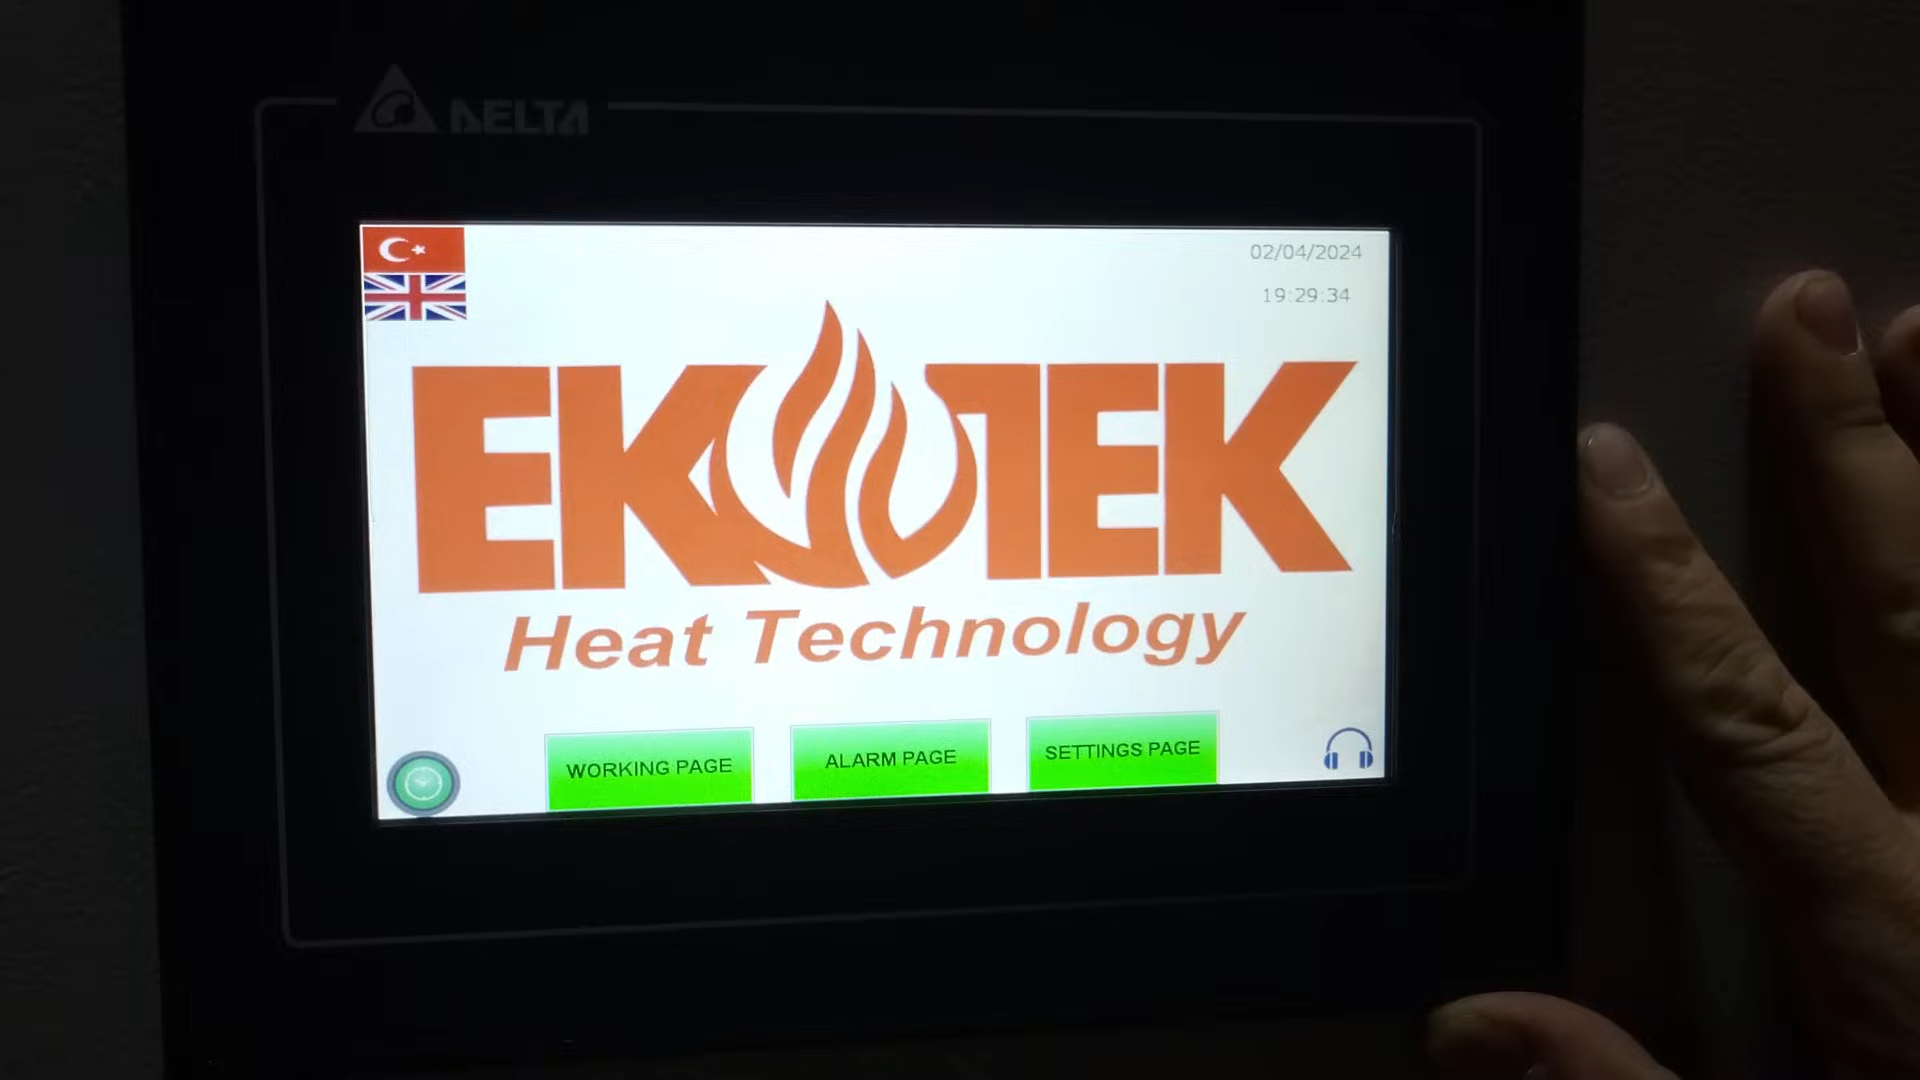 DELTA
02/04/2024
19:29:34
EKOTEK
Heat Technology
WORKING PAGE
ALARM PAGE
SETTINGS PAGE